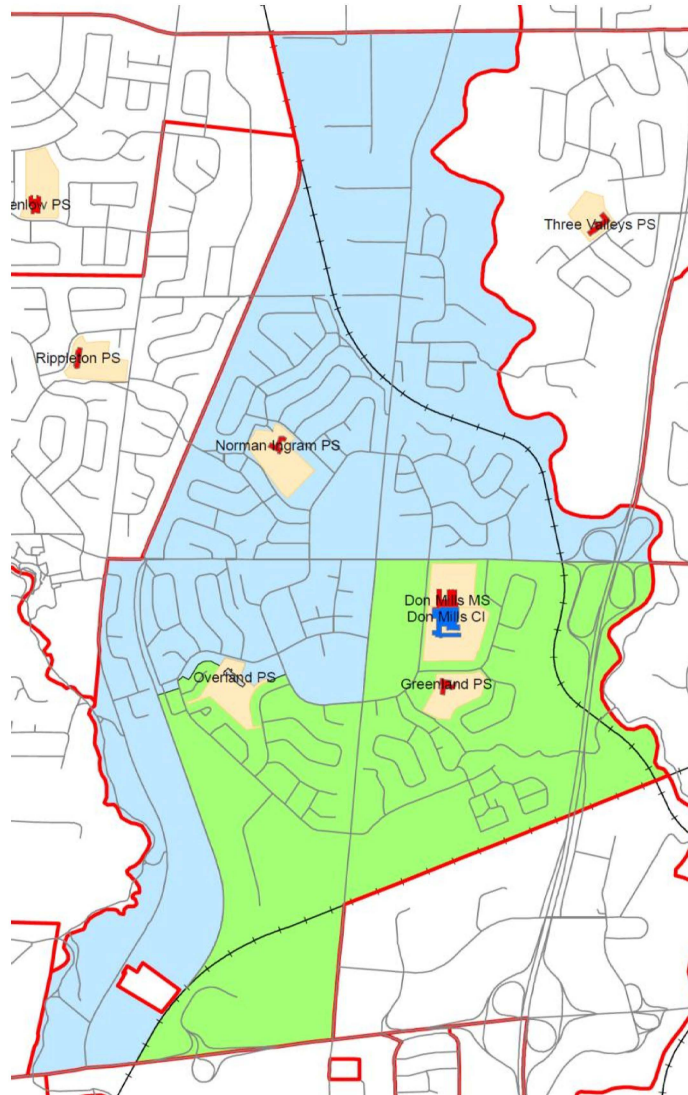 enlow PS
Three Valleys PS
Rippleton PS
Norman Ingram PS
Don Mills MS
Don Mills CI
Overland PS
Greenland PS